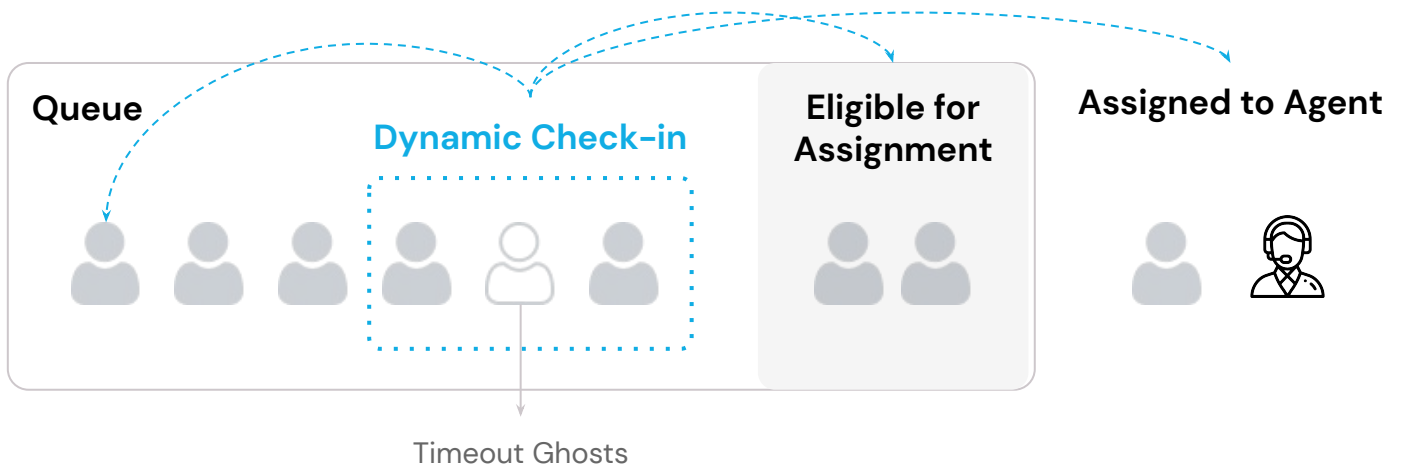 Queue
Dynamic Check-in
Eligible for
Assignment
Assigned to Agent
Timeout Ghosts